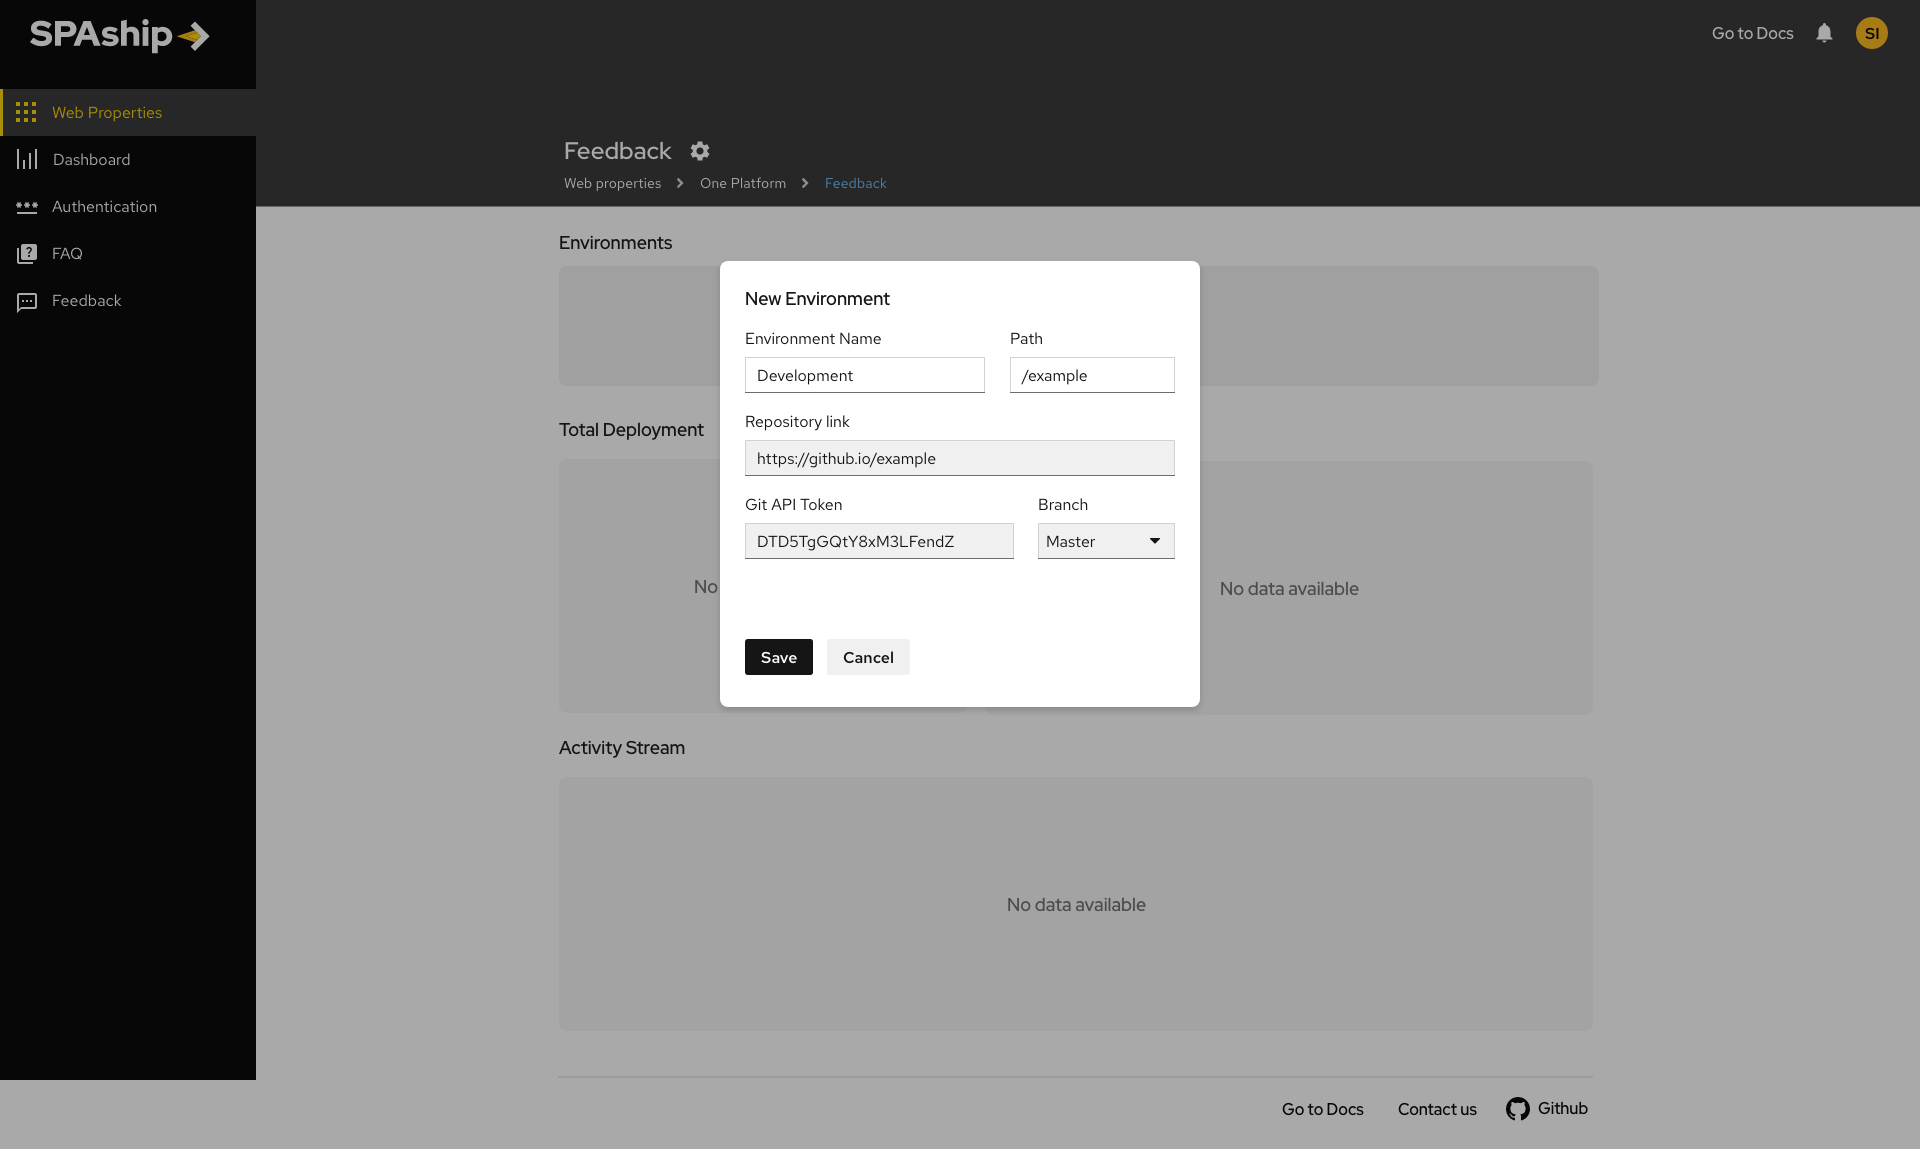 SPAship
Go to Docs
SI
Web Properties
Dashboard
Authentication
FAQ
Feedback
Feedback
Web properties
One Platform
Feedback
Environments
New Environment
Environment Name
Path
Development
/example
Repository link
https://github.io/example
Git API Token
Branch
DTD5TgGQtY8xM3LFendZ
Master
Save
Cancel
Total Deployment
No
No data available
Activity Stream
No data available
Go to Docs
Contact us
Github